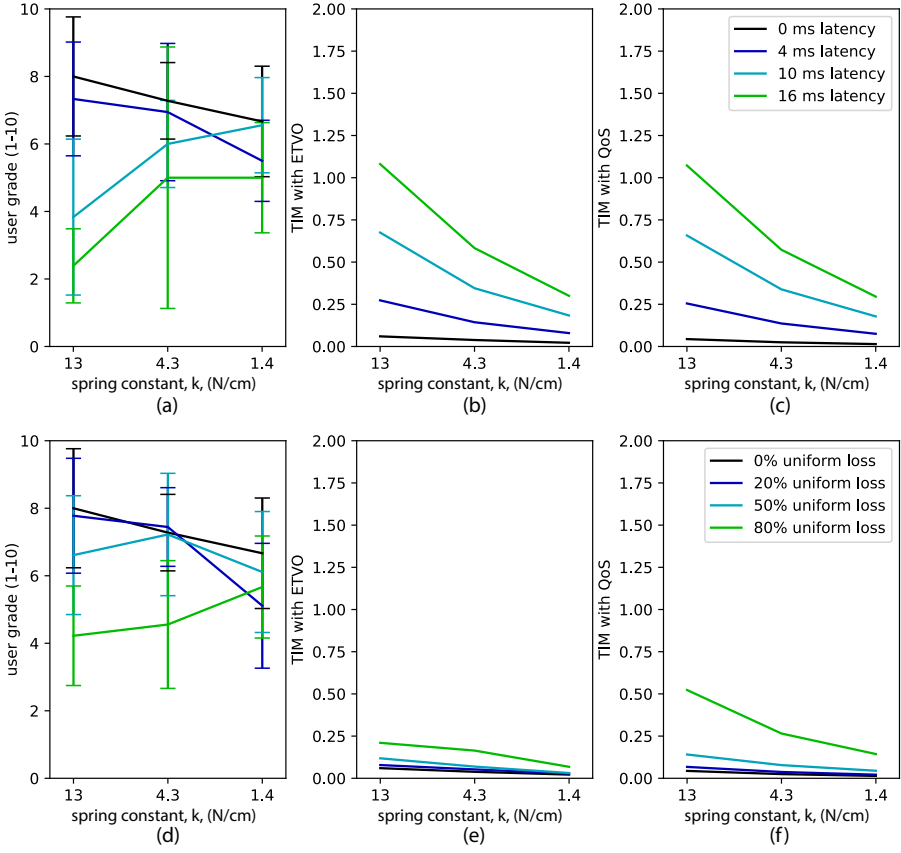 10
8
6
4
2
0
user grade (1-10)
13
4.3
1.4
spring constant, k, (N/cm)
(a)
2.00
1.75
1.50
1.25
1.00
0.75
0.50
0.25
0.00
TIM with ETVO
13
4.3
1.4
spring constant, k, (N/cm)
(b)
2.00
1.75
1.50
1.25
1.00
0.75
0.50
0.25
0.00
TIM with QoS
0 ms latency
4 ms latency
10 ms latency
16 ms latency
13
4.3
1.4
spring constant, k, (N/cm)
(c)
10
8
6
4
2
0
user grade (1-10)
13
4.3
1.4
spring constant, k, (N/cm)
(d)
2.00
1.75
1.50
1.25
1.00
0.75
0.50
0.25
0.00
TIM with ETVO
13
4.3
1.4
spring constant, k, (N/cm)
(e)
2.00
1.75
1.50
1.25
1.00
0.75
0.50
0.25
0.00
TIM with QoS
0% uniform loss
20% uniform loss
50% uniform loss
80% uniform loss
13
4.3
1.4
spring constant, k, (N/cm)
(f)